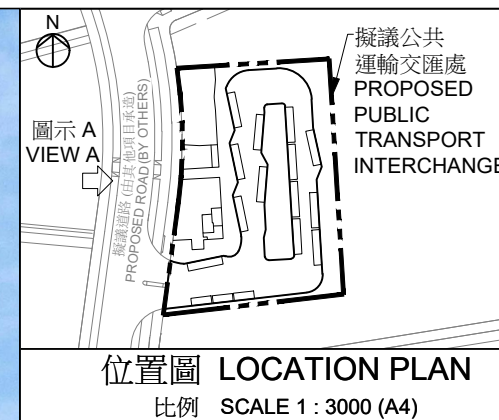 N
圖示 A
VIEW A
擬議道路 (由其他項目承造)
PROPOSED ROAD (BY OTHERS)
擬議公共
運輸交匯處
PROPOSED
PUBLIC
TRANSPORT
INTERCHANGE
位置圖 LOCATION PLAN
比例 SCALE 1 : 3000 (A4)